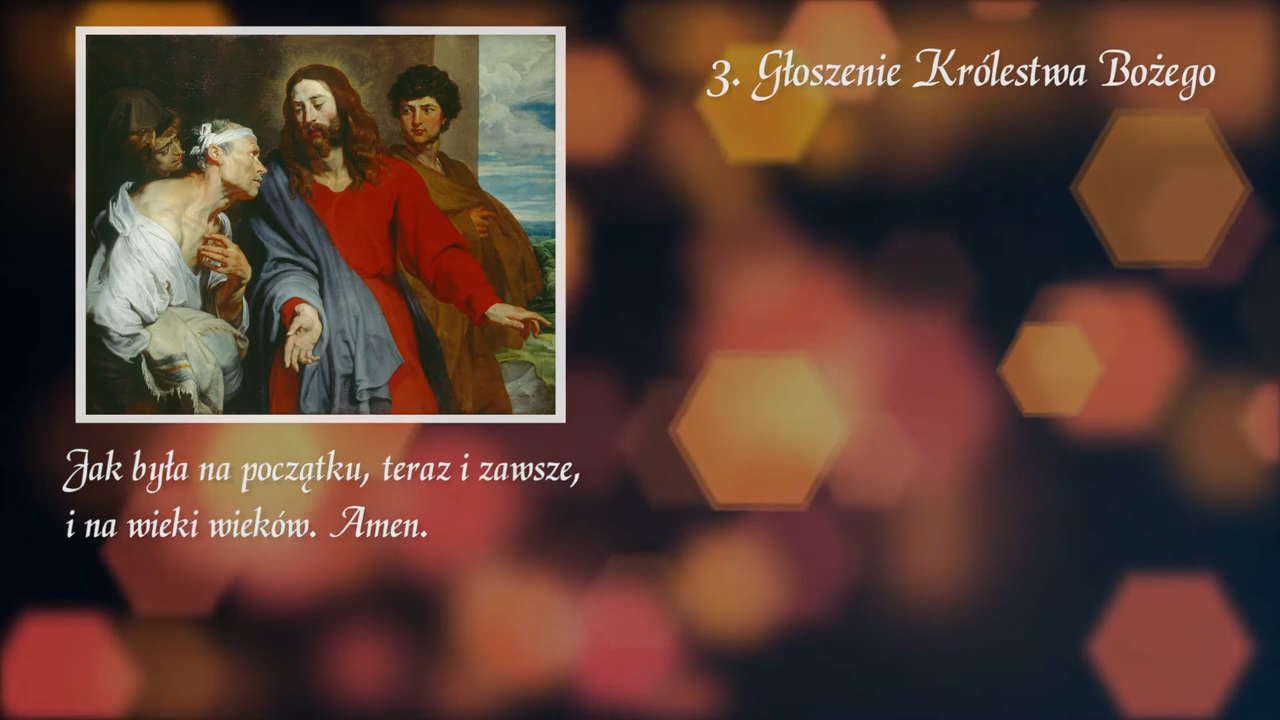 3. Głoszenie Królestwa Bożego
Jak była na początku, teraz i zawsze,
i na wieki wieków. Amen.